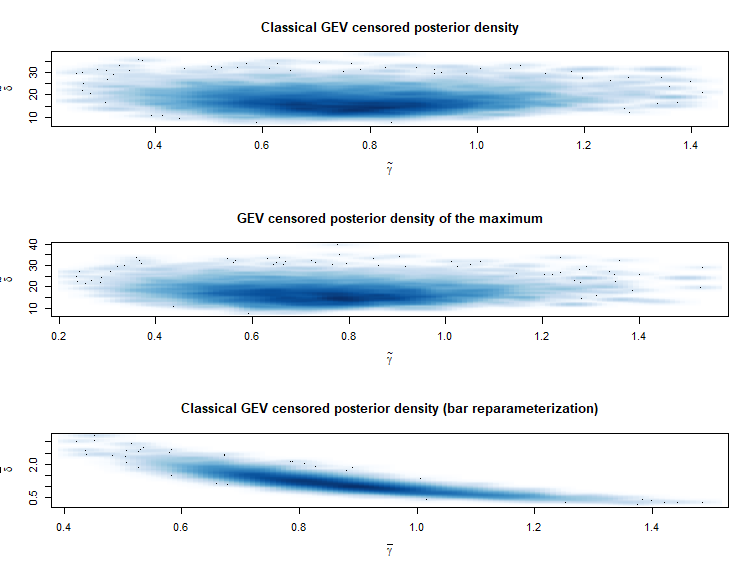 Classical GEV censored posterior density
30
20
10
δ̃
0.4 0.6 0.8 1.0 1.2 1.4
γ̃
GEV censored posterior density of the maximum
40
30
20
10
δ̃
0.2 0.4 0.6 0.8 1.0 1.2 1.4
γ̃
Classical GEV censored posterior density (bar reparameterization)
2.0
0.5
δ̄
0.4 0.6 0.8 1.0 1.2 1.4
γ̄